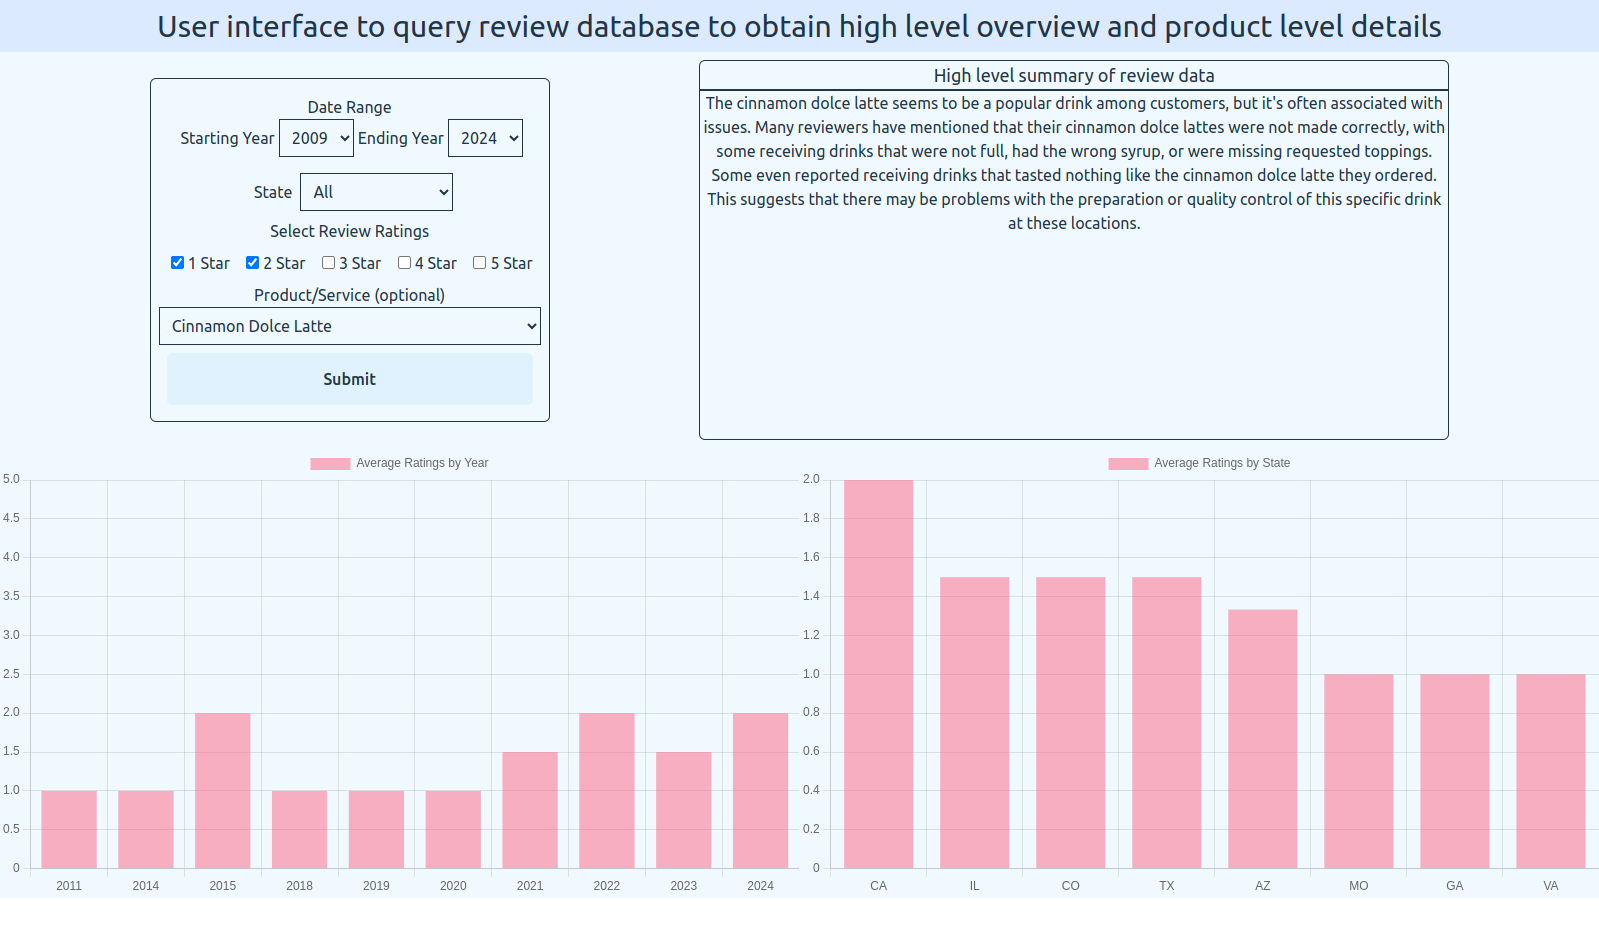 User interface to query review database to obtain high level overview and product level details
Date Range
Starting Year 2009 Ending Year 2024
State All
Select Review Ratings
1 Star 2 Star 3 Star 4 Star 5 Star
Product/Service (optional)
Cinnamon Dolce Latte
Submit
High level summary of review data
The cinnamon dolce latte seems to be a popular drink among customers, but it's often associated with
issues. Many reviewers have mentioned that their cinnamon dolce lattes were not made correctly, with
some receiving drinks that were not full, had the wrong syrup, or were missing requested toppings.
Some even reported receiving drinks that tasted nothing like the cinnamon dolce latte they ordered.
This suggests that there may be problems with the preparation or quality control of this specific drink
at these locations.
Average Ratings by Year
5.0
4.5
4.0
3.5
3.0
2.5
2.0
1.5
1.0
0.5
0
2011 2014 2015 2018 2019 2020 2021 2022 2023 2024
Average Ratings by State
2.0
1.8
1.6
1.4
1.2
1.0
0.8
0.6
0.4
0.2
0
CA IL CO TX AZ MO GA VA